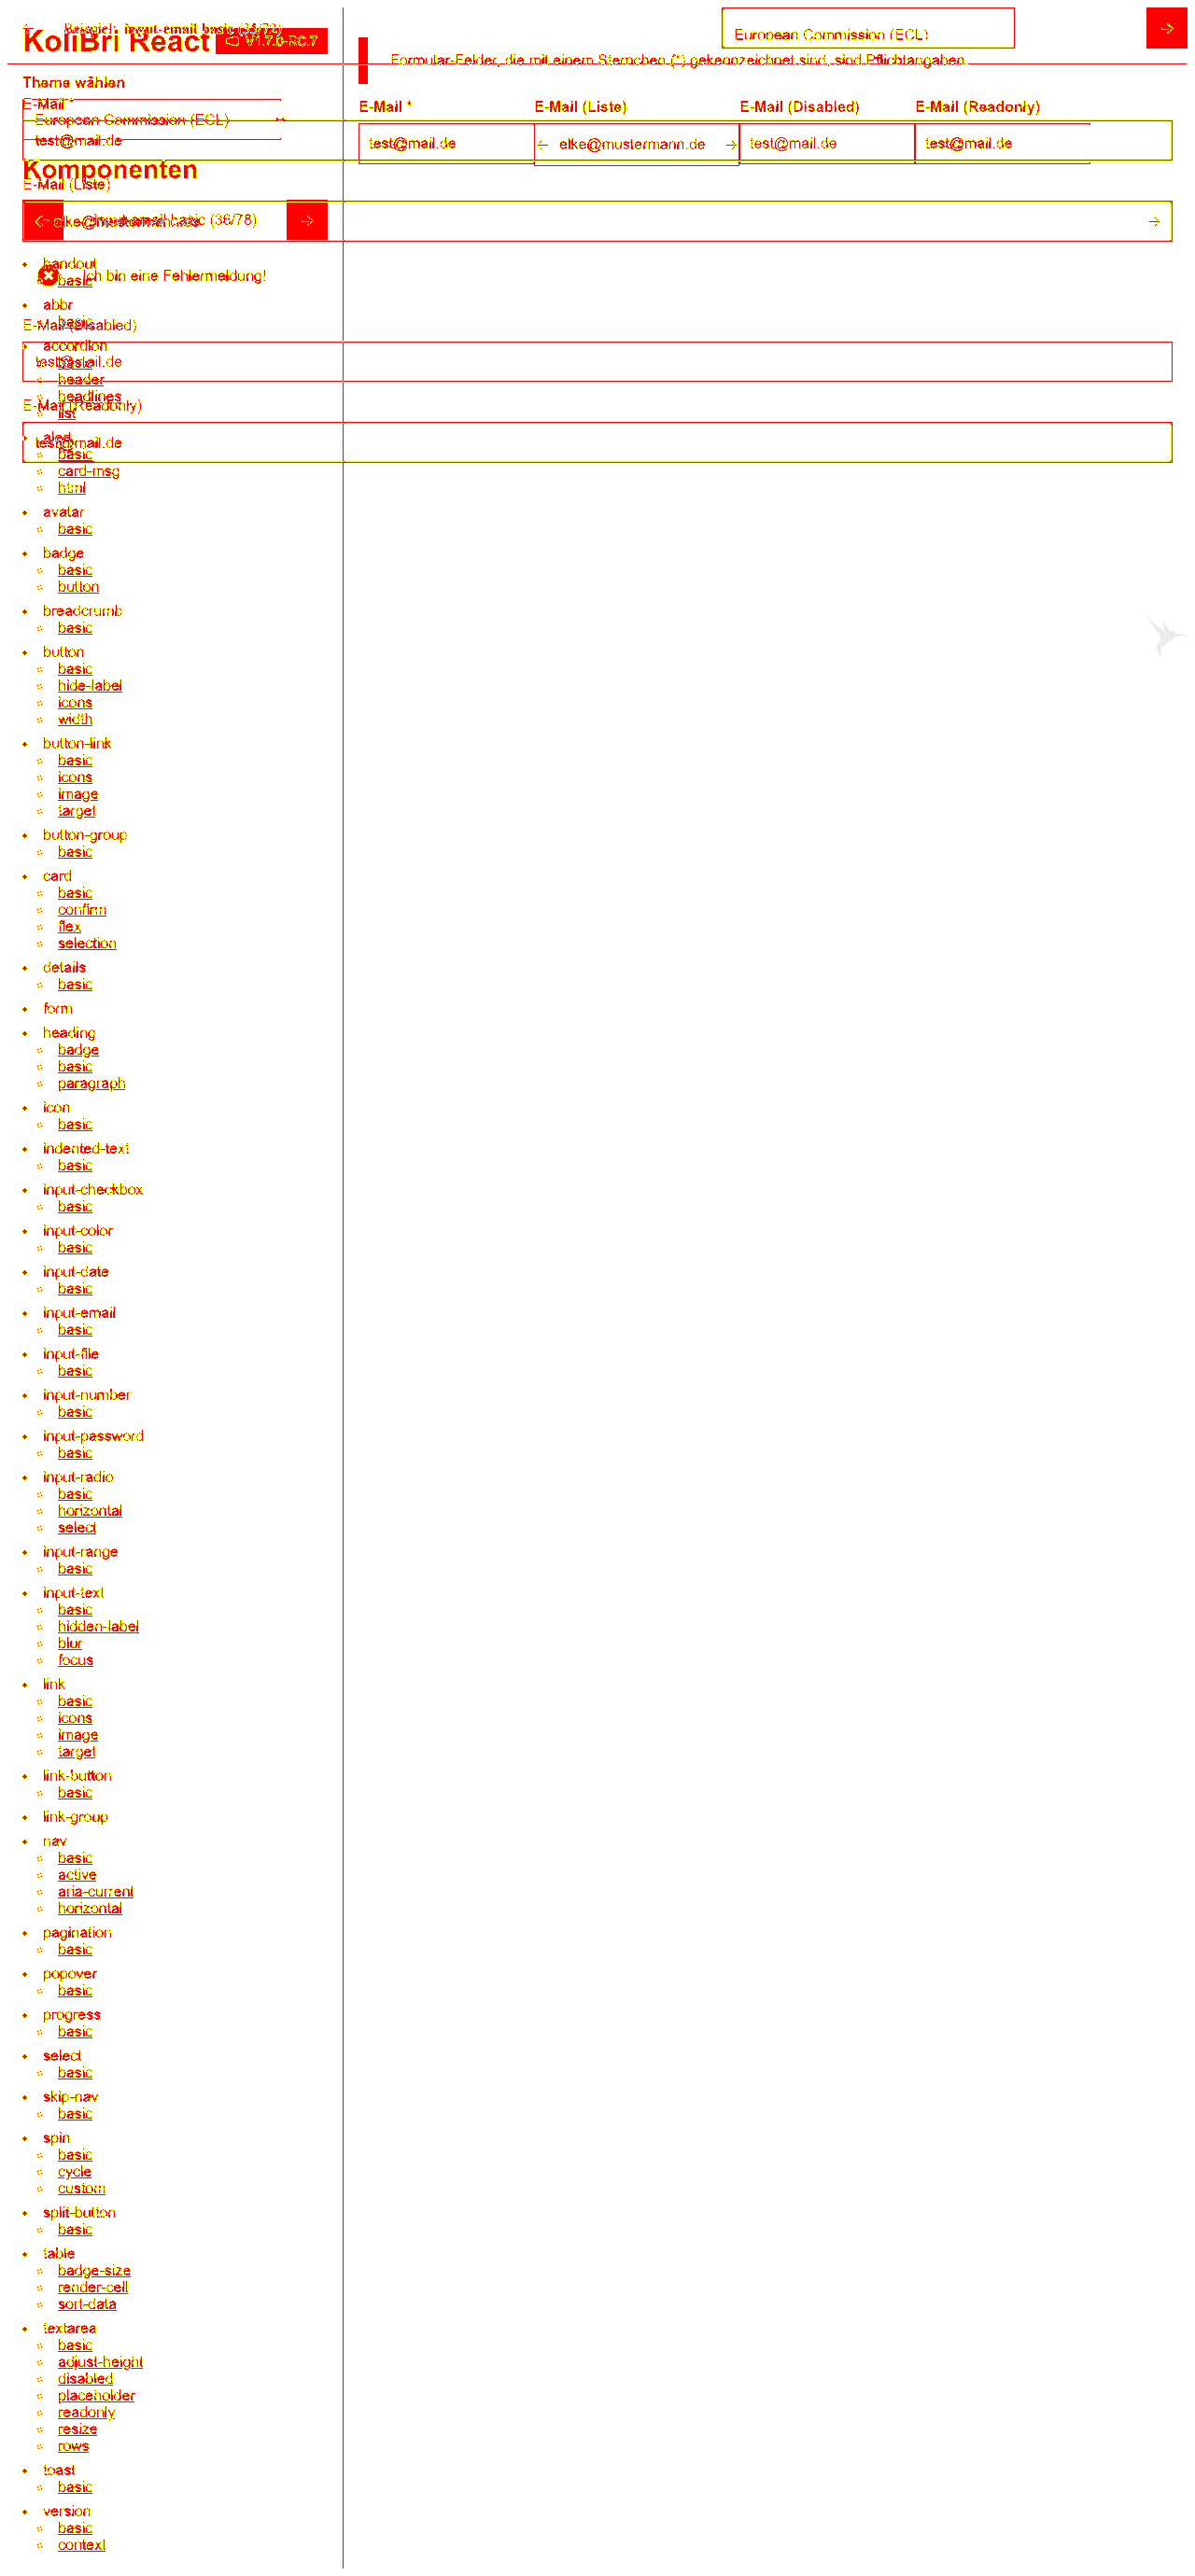 Beispiel: input-email basic (35/72)
KoliBri React V1.7.0-RC.7
European Commission (ECL)
Formular-Felder, die mit einem Sternchen (*) gekennzeichnet sind, sind Pflichtangaben.
Theme wählen
E-Mail *
European Commission (ECL)
test@mail.de
E-Mail * E-Mail (Liste) E-Mail (Disabled) E-Mail (Readonly)
test@mail.de elke@mustermann.de test@mail.de test@mail.de
Komponenten
E-Mail (Liste)
elke@mustermann.de
input-email basic (36/78)
handout
basic
Ich bin eine Fehlermeldung!
abbr
basic
E-Mail (Disabled)
accordion
basic
test@mail.de
header
headlines
E-Mail (Readonly)
list
alert
test@mail.de
basic
card-msg
html
avatar
basic
badge
basic
button
breadcrumb
basic
button
basic
hide-label
icons
width
button-link
basic
icons
image
target
button-group
basic
card
basic
confirm
flex
selection
details
basic
form
heading
badge
basic
paragraph
icon
basic
indented-text
basic
input-checkbox
basic
input-color
basic
input-date
basic
input-email
basic
input-file
basic
input-number
basic
input-password
basic
input-radio
basic
horizontal
select
input-range
basic
input-text
basic
hidden-label
blur
focus
link
basic
icons
image
target
link-button
basic
link-group
nav
basic
active
aria-current
horizontal
pagination
basic
popover
basic
progress
basic
select
basic
skip-nav
basic
spin
basic
cycle
custom
split-button
basic
table
badge-size
render-cell
sort-data
textarea
basic
adjust-height
disabled
placeholder
readonly
resize
rows
toast
basic
version
basic
context